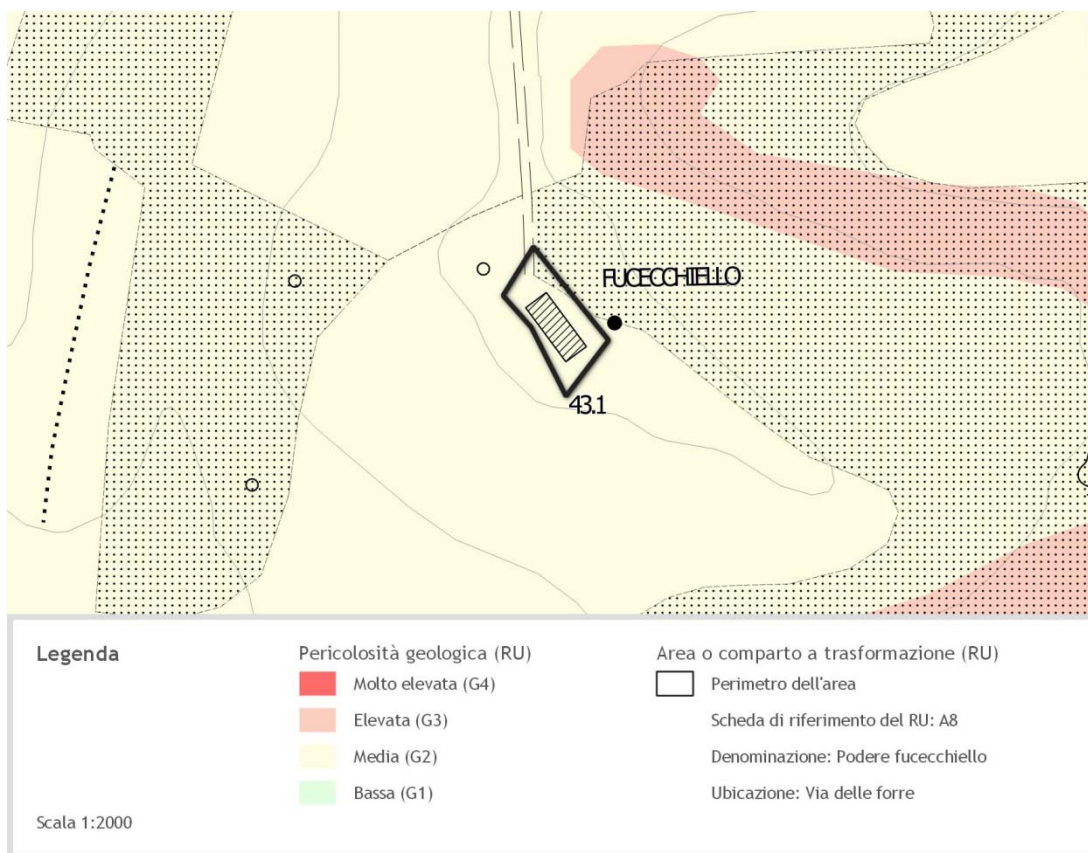 FUCECCHIELLO
43.1
Legenda
Pericolosità geologica (RU)
Molto elevata (G4)
Elevata (G3)
Media (G2)
Bassa (G1)
Area o comparto a trasformazione (RU)
Perimetro dell'area
Scheda di riferimento del RU: A8
Denominazione: Podere fucecchiello
Ubicazione: Via delle forre
Scala 1:2000